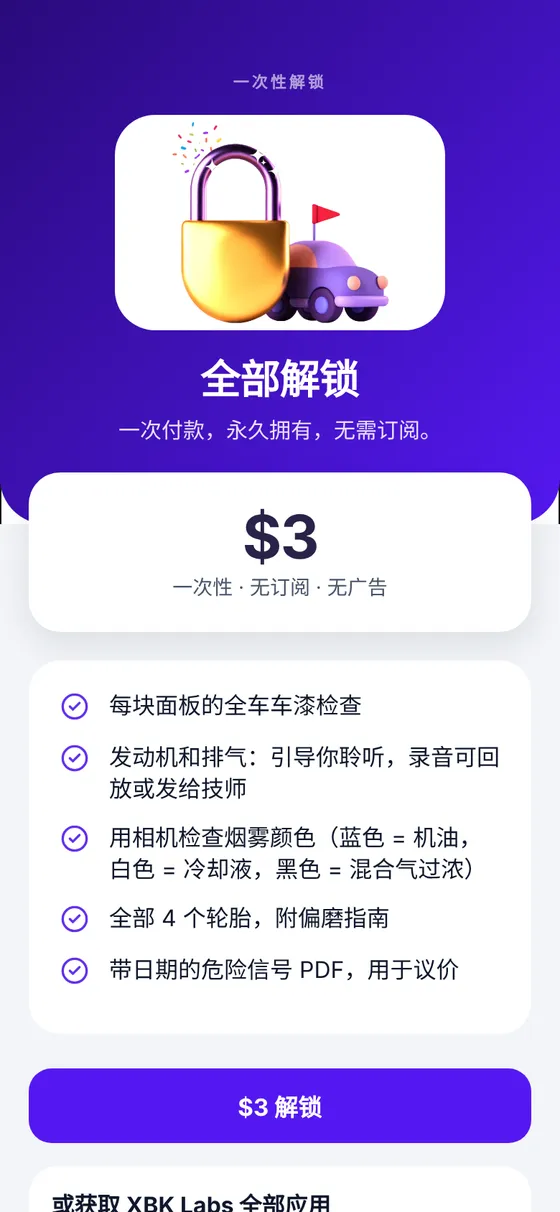 一次性解锁
全部解锁
一次付款，永久拥有，无需订阅。
$3
一次性 · 无订阅 · 无广告
每块面板的全车车漆检查
发动机和排气：引导你聆听，录音可回
放或发给技师
用相机检查烟雾颜色（蓝色 = 机油，
白色 = 冷却液，黑色 = 混合气过浓）
全部 4 个轮胎，附偏磨指南
带日期的危险信号 PDF，用于议价
$3 解锁
或获取 XBK Labs 全部应用